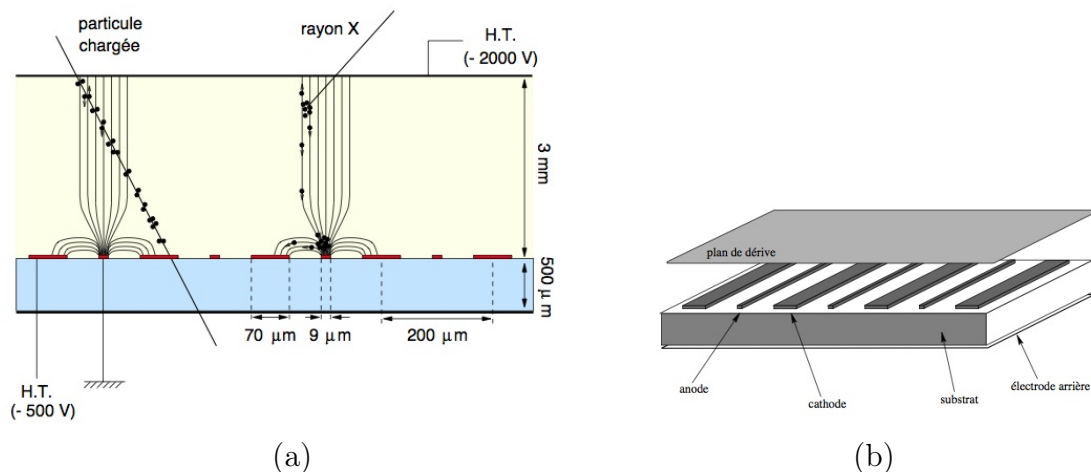 particule
chargée
rayon X
H.T.
(- 2000 V)
3 mm
500 μm
70 μm
9 μm
200 μm
H.T.
(- 500 V)
(a)
plan de dérive
anode
cathode
substrat
électrode arrière
(b)